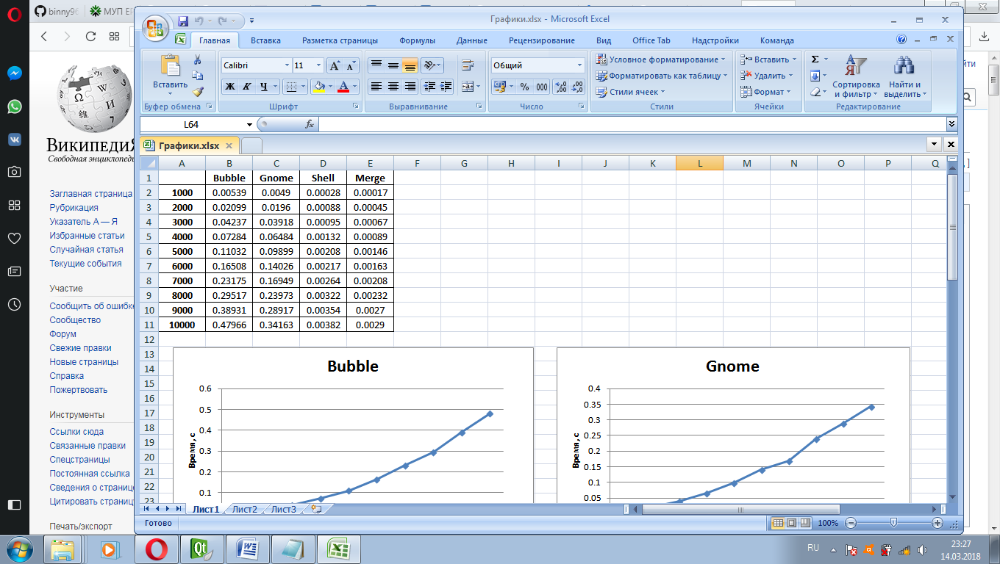 binny96
МУП ЕР
Графики.xlsx - Microsoft Excel
Главная Вставка Разметка страницы Формулы Данные Рецензирование Вид Office Tab Надстройки Команда
Вставить
Буфер обмена
Calibri 11
Ж К Ч
Шрифт
Выравнивание
Общий
% 000
Число
Условное форматирование
Форматировать как таблицу
Стили ячеек
Стили
Вставить
Удалить
Формат
Ячейки
Σ
Сортировка и фильтр
Найти и выделить
Редактирование
L64 fx
Графики.xlsx
A B C D E F G H I J K L M N O P Q
1 Bubble Gnome Shell Merge
2 1000 0.00539 0.0049 0.00028 0.00017
3 2000 0.02099 0.0196 0.00088 0.00045
4 3000 0.04237 0.03918 0.00095 0.00067
5 4000 0.07284 0.06484 0.00132 0.00089
6 5000 0.11032 0.09899 0.00208 0.00146
7 6000 0.16508 0.14026 0.00217 0.00163
8 7000 0.23175 0.16949 0.00264 0.00208
9 8000 0.29517 0.23973 0.00322 0.00232
10 9000 0.38931 0.28917 0.00354 0.0027
11 10000 0.47966 0.34163 0.00382 0.0029
12
13
14
15
16
17
18
19
20
21
22
23
Bubble
0.6
0.5
0.4
0.3
0.2
0.1
Время, с
Gnome
0.4
0.35
0.3
0.25
0.2
0.15
0.1
0.05
Время, с
Лист1 Лист2 Лист3
Готово
100%
ВикипедиЯ
Свободная энциклопед
Заглавная страница
Рубрикация
Указатель А — Я
Избранные статьи
Случайная статья
Текущие события
Участие
Сообщить об ошибке
Сообщество
Форум
Свежие правки
Новые страницы
Справка
Пожертвовать
Инструменты
Ссылки сюда
Связанные правки
Спецстраницы
Постоянная ссылка
Сведения о странице
Цитировать страниц
Печать/экспорт
йти
RU
23:27
14.03.2018